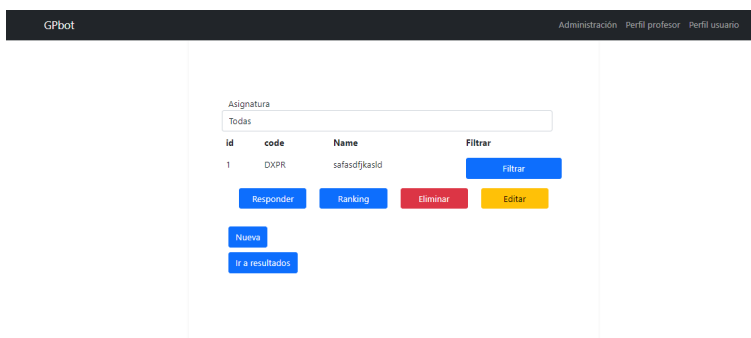 GPbot Administración Perfil profesor Perfil usuario
Asignatura
Todas
id code Name Filtrar
1 DXPR safasdfjkasld Filtrar
Responder Ranking Eliminar Editar
Nueva
Ir a resultados